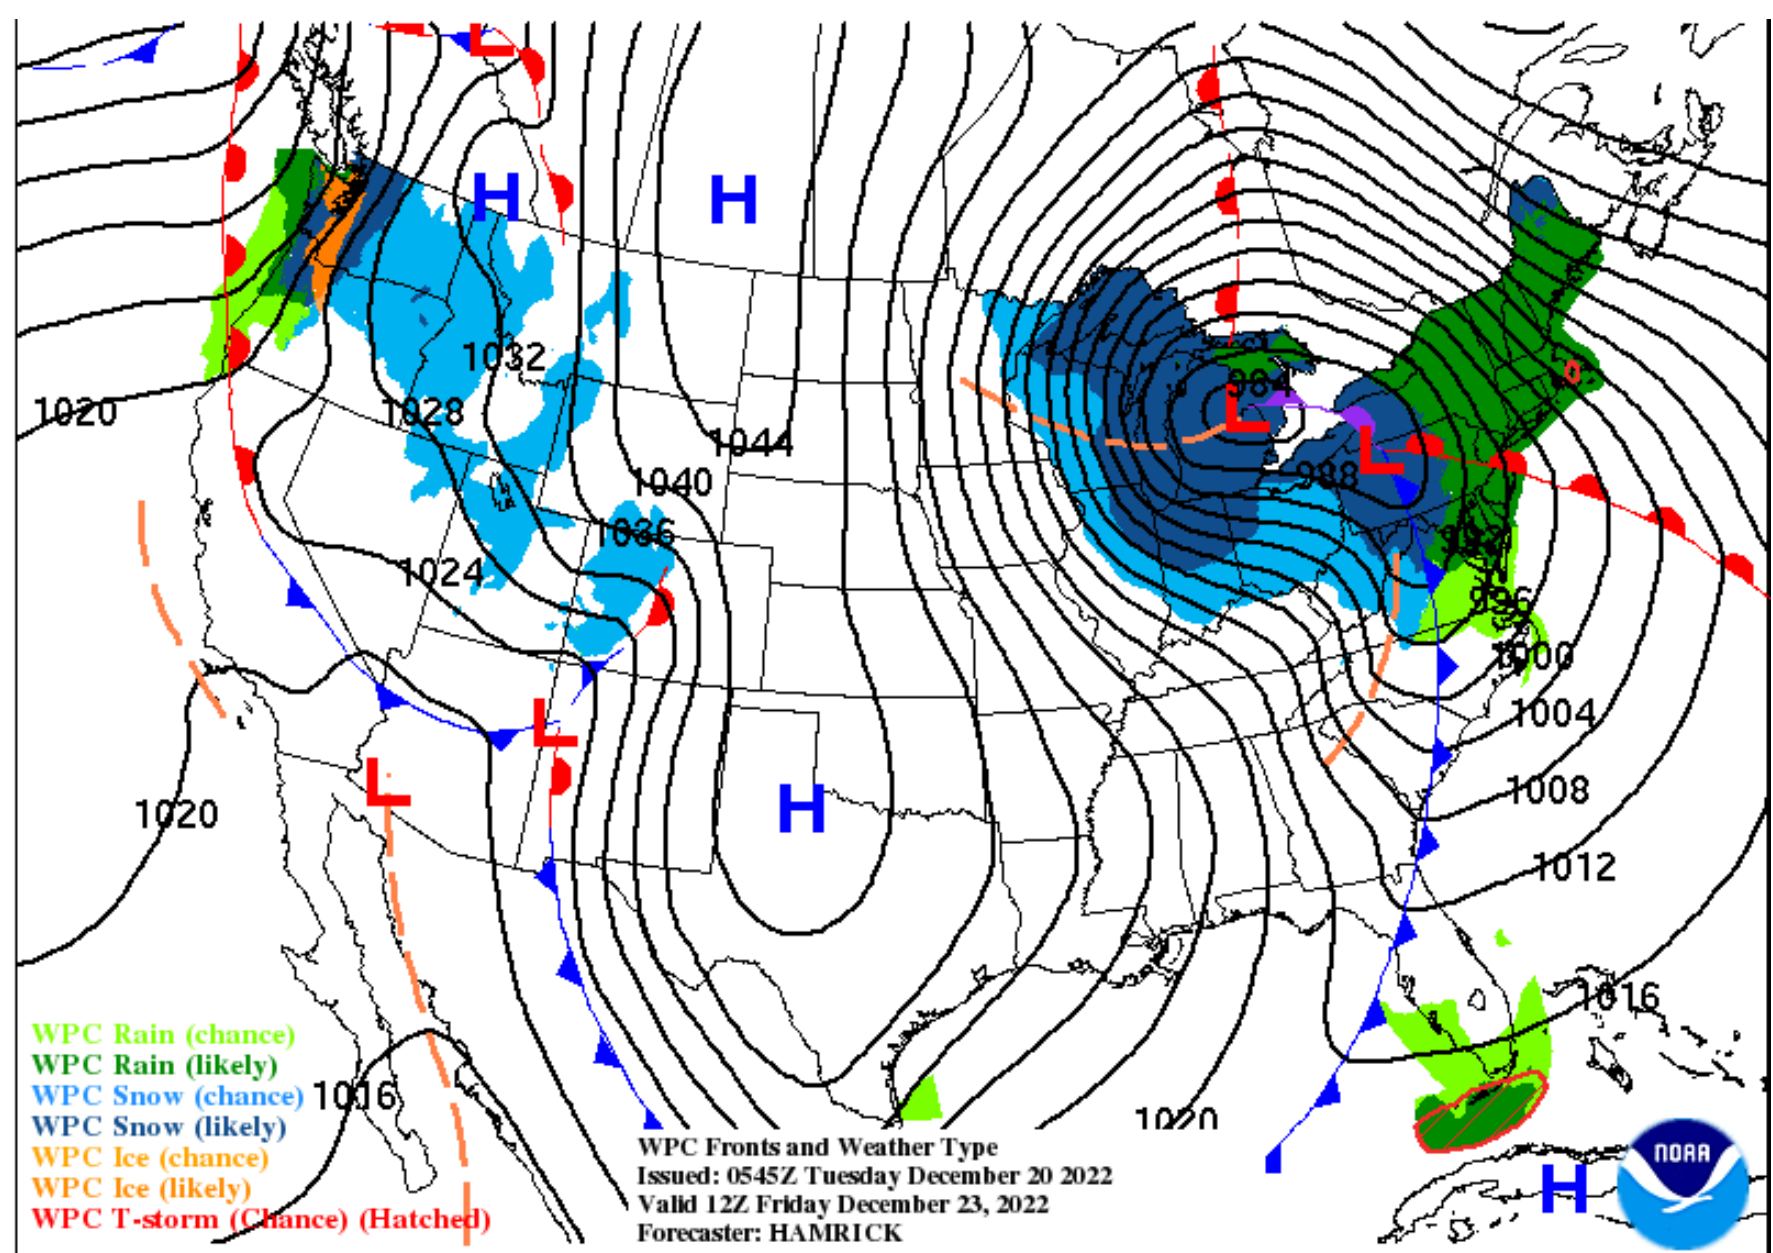 L
H
H
1032
1020
1028
984
L
1044
L
988
1040
1036
992
1024
996
1000
L
1004
L
1020
H
1008
1012
1016
WPC Rain (chance)
WPC Rain (likely)
WPC Snow (chance)
1016
WPC Snow (likely)
1020
WPC Ice (chance)
WPC Ice (likely)
WPC T-storm (Chance) (Hatched)
WPC Fronts and Weather Type
Issued: 0545Z Tuesday December 20 2022
Valid 12Z Friday December 23, 2022
Forecaster: HAMRICK
H
NOAA